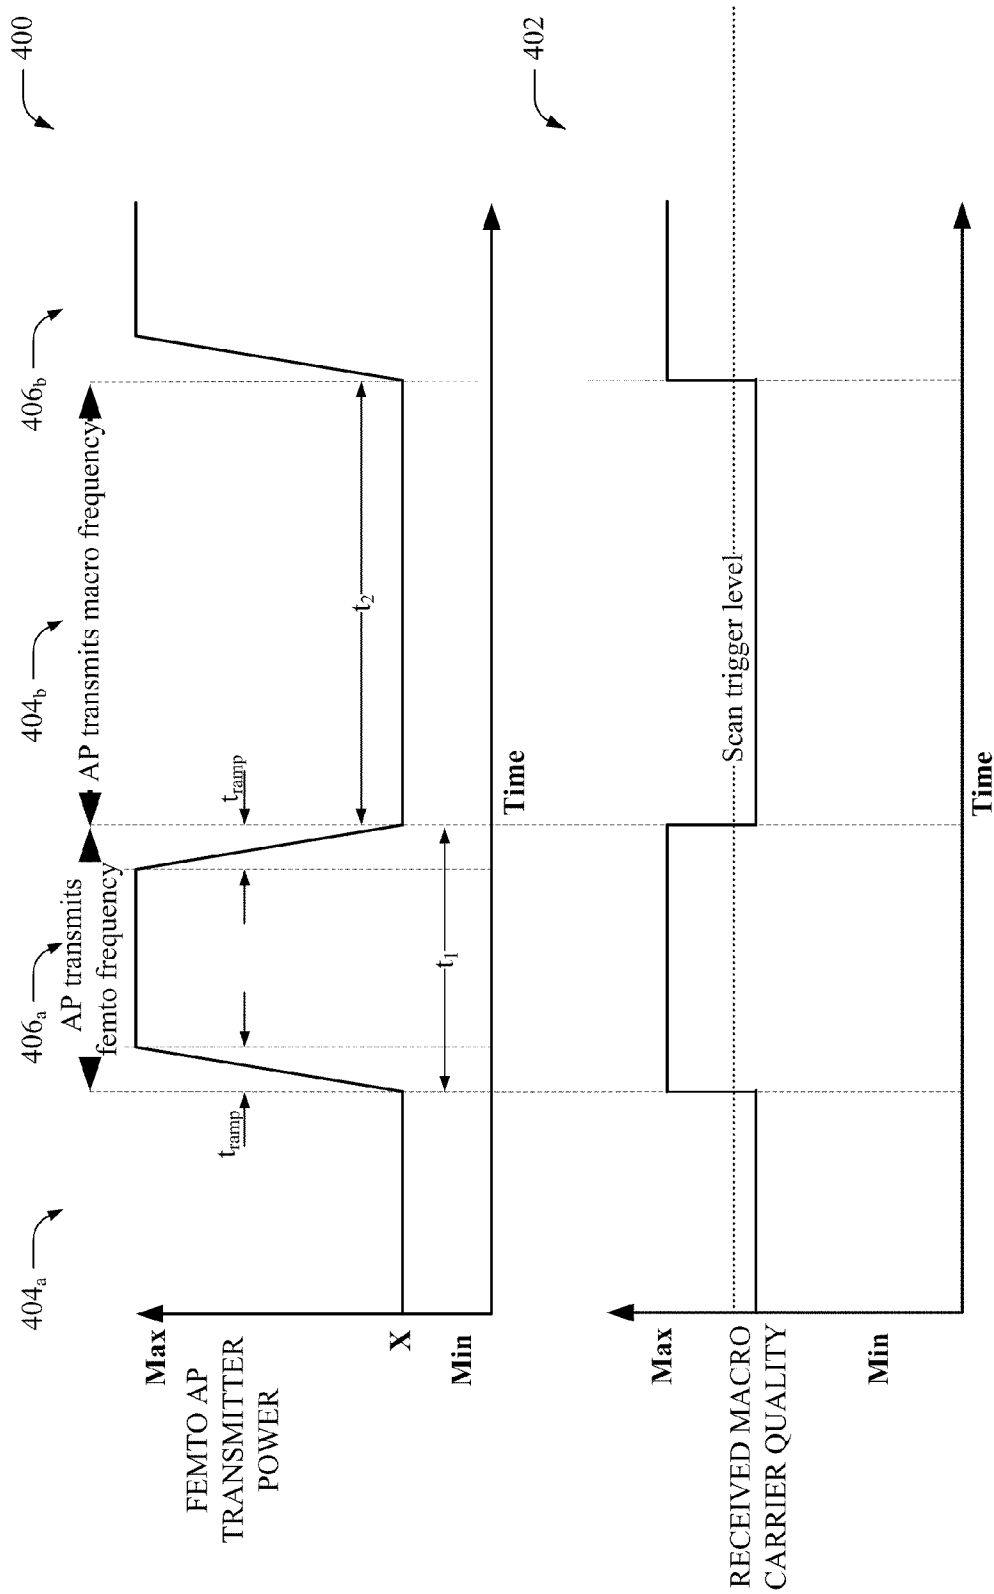 400
404a
406a
404b
406b
AP transmits
femto frequency
AP transmits macro frequency
Max
X
Min
FEMTO AP
TRANSMITTER
POWER
tramp
tramp
t1
t2
Time
402
Max
Min
RECEIVED MACRO
CARRIER QUALITY
Scan trigger level
Time